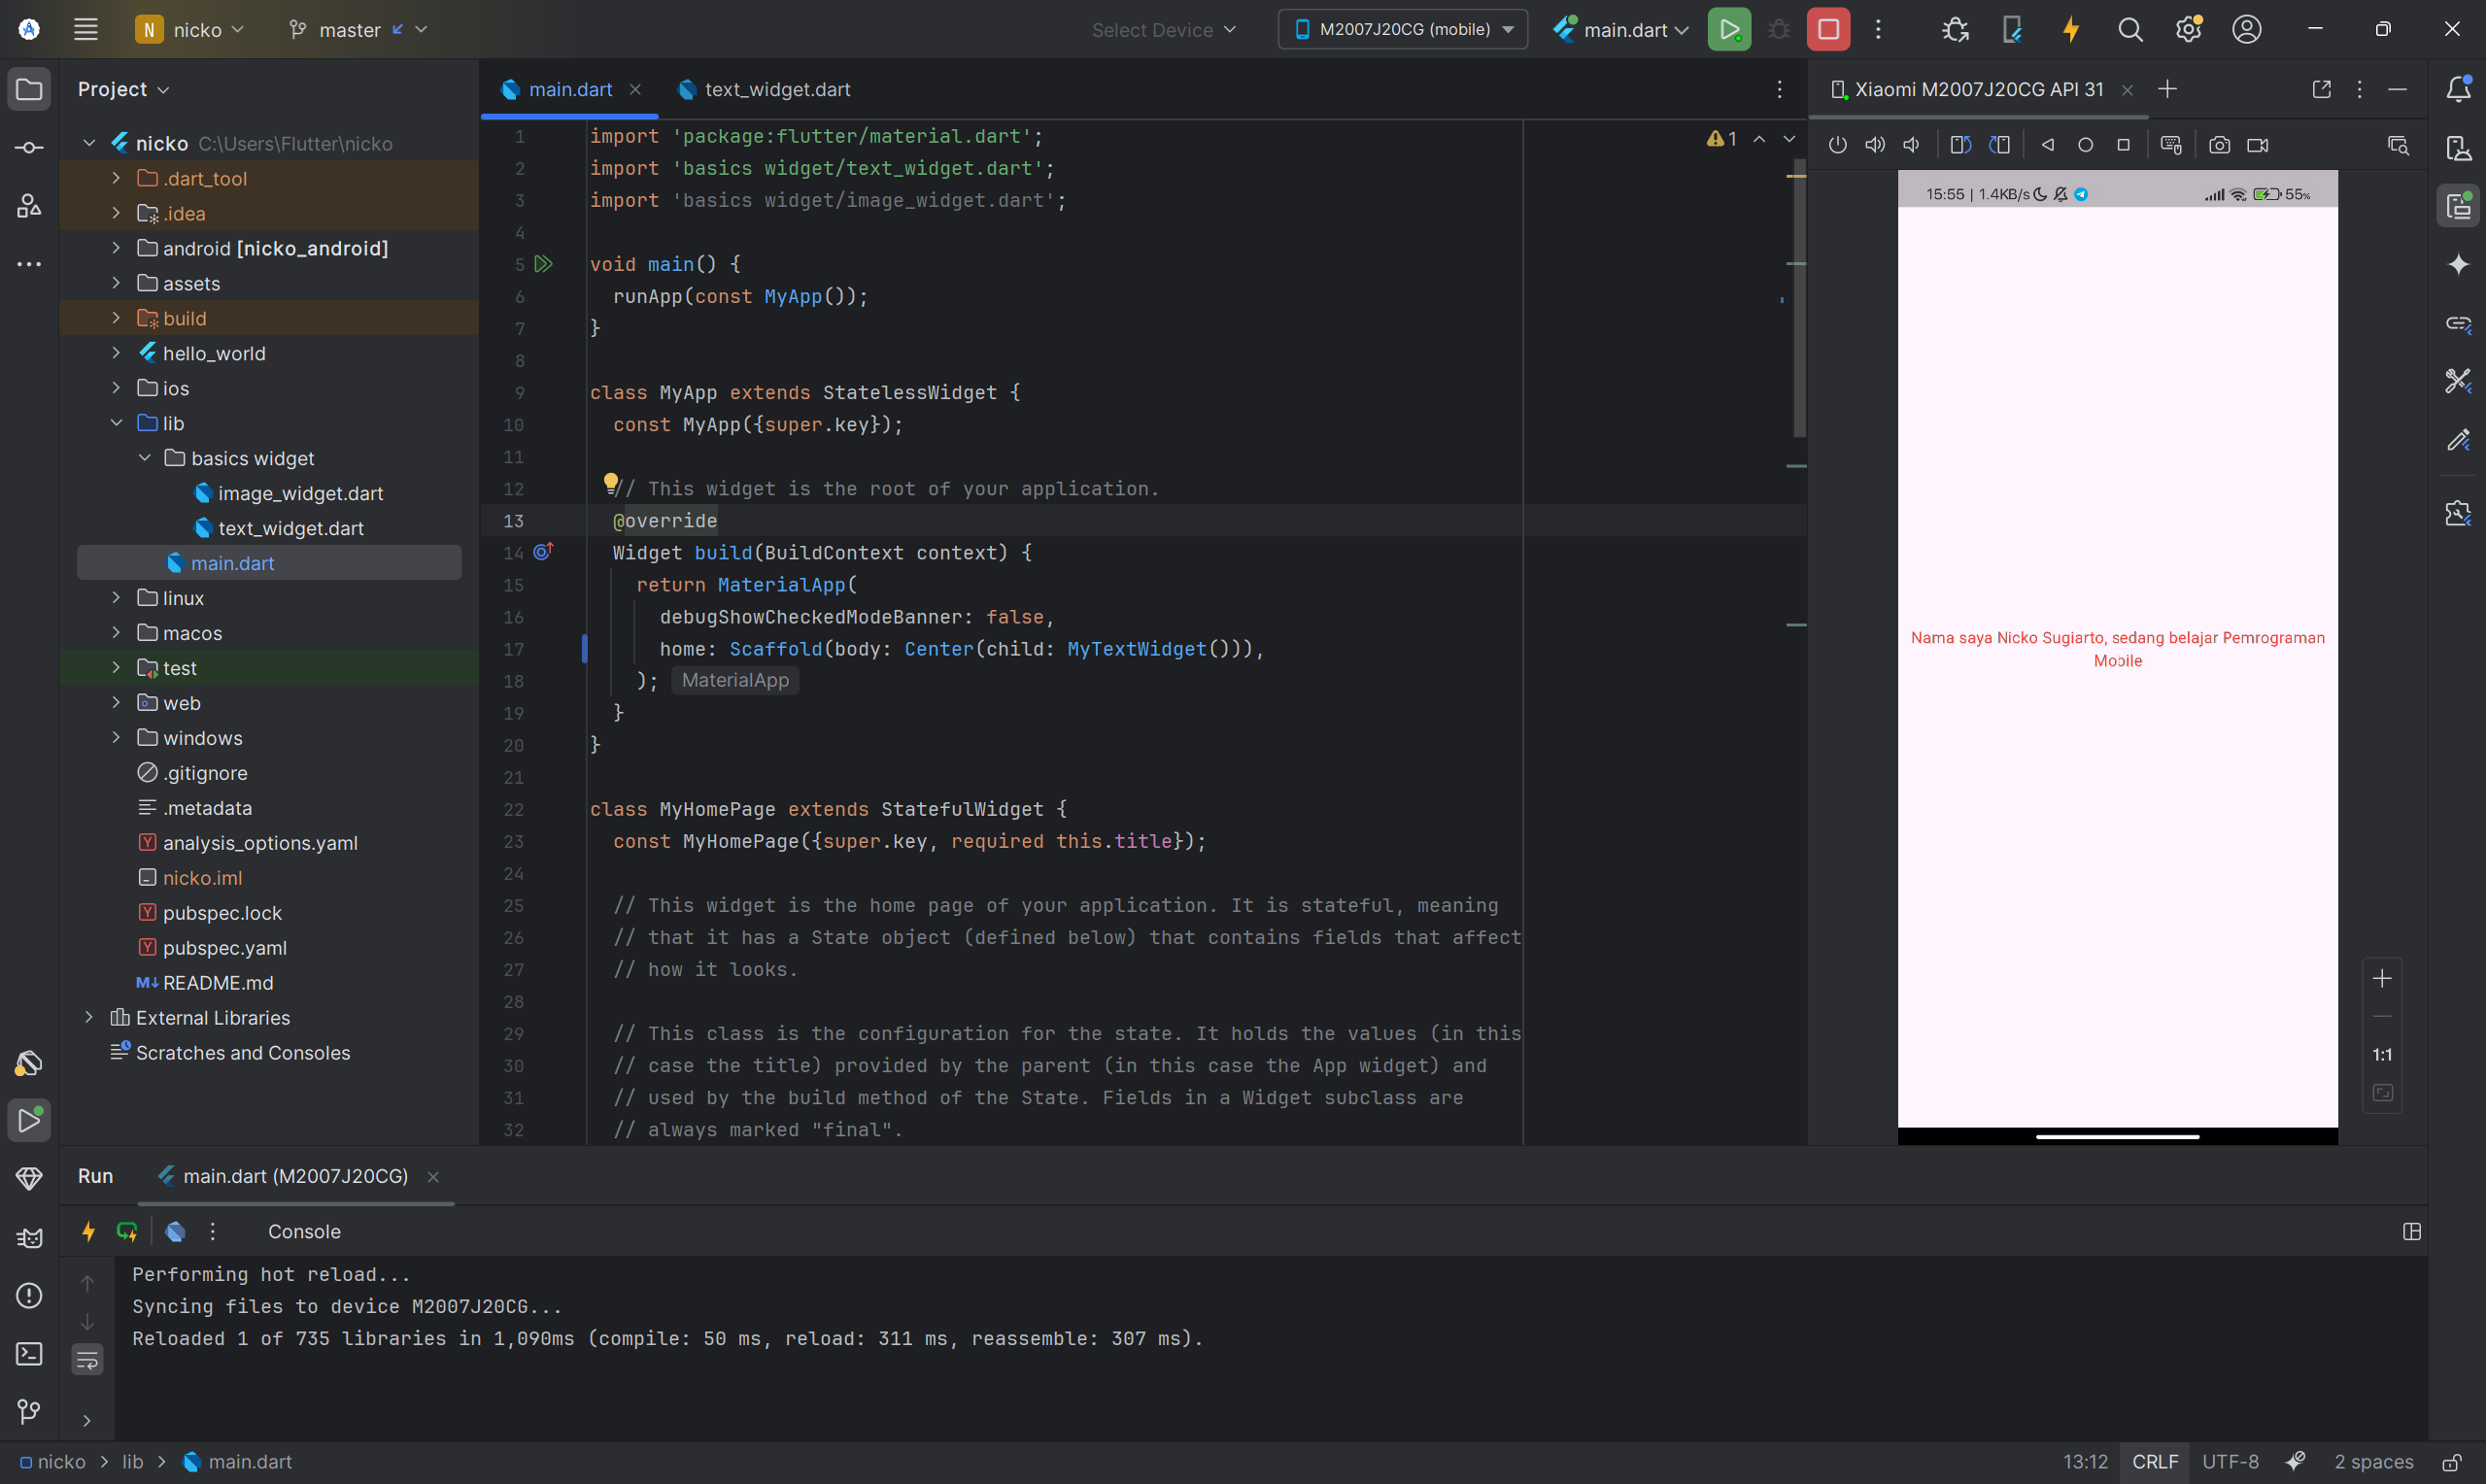 N nicko master Select Device M2007J20CG (mobile) main.dart
Project
nicko C:\Users\Flutter\nicko
.dart_tool
.idea
android [nicko_android]
assets
build
hello_world
ios
lib
basics widget
image_widget.dart
text_widget.dart
main.dart
linux
macos
test
web
windows
.gitignore
.metadata
analysis_options.yaml
nicko.iml
pubspec.lock
pubspec.yaml
README.md
External Libraries
Scratches and Consoles
main.dart text_widget.dart
1
1 import 'package:flutter/material.dart';
2 import 'basics widget/text_widget.dart';
3 import 'basics widget/image_widget.dart';
4
5 void main() {
6 runApp(const MyApp());
7 }
8
9 class MyApp extends StatelessWidget {
10 const MyApp({super.key});
11
12 // This widget is the root of your application.
13 @override
14 Widget build(BuildContext context) {
15 return MaterialApp(
16 debugShowCheckedModeBanner: false,
17 home: Scaffold(body: Center(child: MyTextWidget())),
18 ); MaterialApp
19 }
20 }
21
22 class MyHomePage extends StatefulWidget {
23 const MyHomePage({super.key, required this.title});
24
25 // This widget is the home page of your application. It is stateful, meaning
26 // that it has a State object (defined below) that contains fields that affect
27 // how it looks.
28
29 // This class is the configuration for the state. It holds the values (in this
30 // case the title) provided by the parent (in this case the App widget) and
31 // used by the build method of the State. Fields in a Widget subclass are
32 // always marked "final".
Xiaomi M2007J20CG API 31
15:55 | 1.4KB/s 55%
Nama saya Nicko Sugiarto, sedang belajar Pemrograman
Mobile
1:1
Run main.dart (M2007J20CG)
Console
Performing hot reload...
Syncing files to device M2007J20CG...
Reloaded 1 of 735 libraries in 1,090ms (compile: 50 ms, reload: 311 ms, reassemble: 307 ms).
nicko > lib > main.dart 13:12 CRLF UTF-8 2 spaces